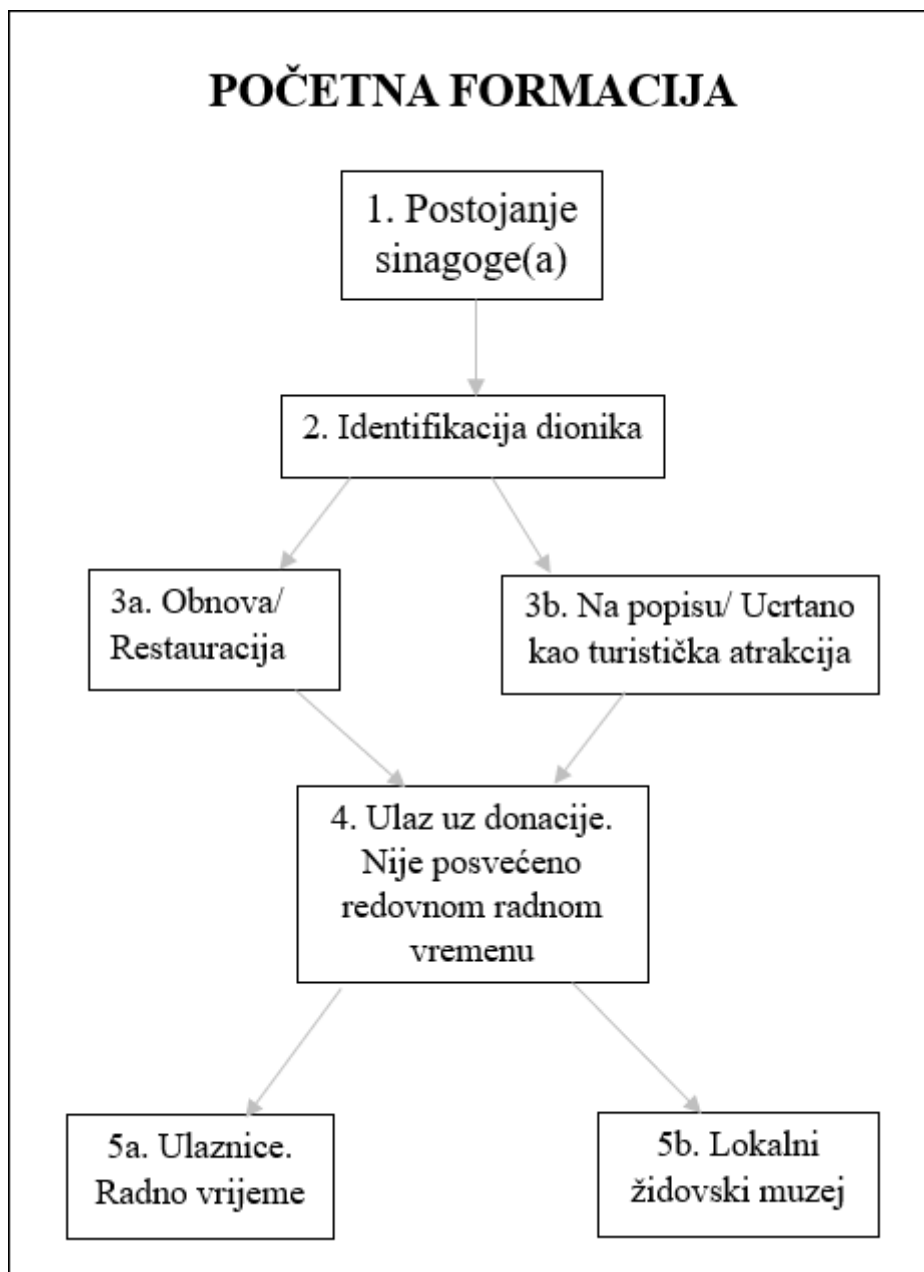 POČETNA FORMACIJA
1. Postojanje
sinagoge(a)
2. Identifikacija dionika
3a. Obnova/
Restauracija
3b. Na popisu/ Ucrtano
kao turistička atrakcija
4. Ulaz uz donacije.
Nije posvećeno
redovnom radnom
vremenu
5a. Ulaznice.
Radno vrijeme
5b. Lokalni
židovski muzej